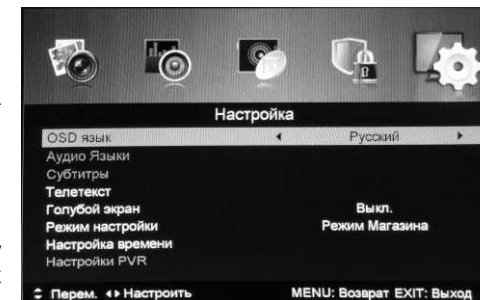 Настройка
OSD язык Русский
Аудио Языки
Субтитры
Телетекст
Голубой экран Выкл.
Режим настройки Режим Магазина
Настройка времени
Настройки PVR
Перем. Настроить MENU: Возврат EXIT: Выход